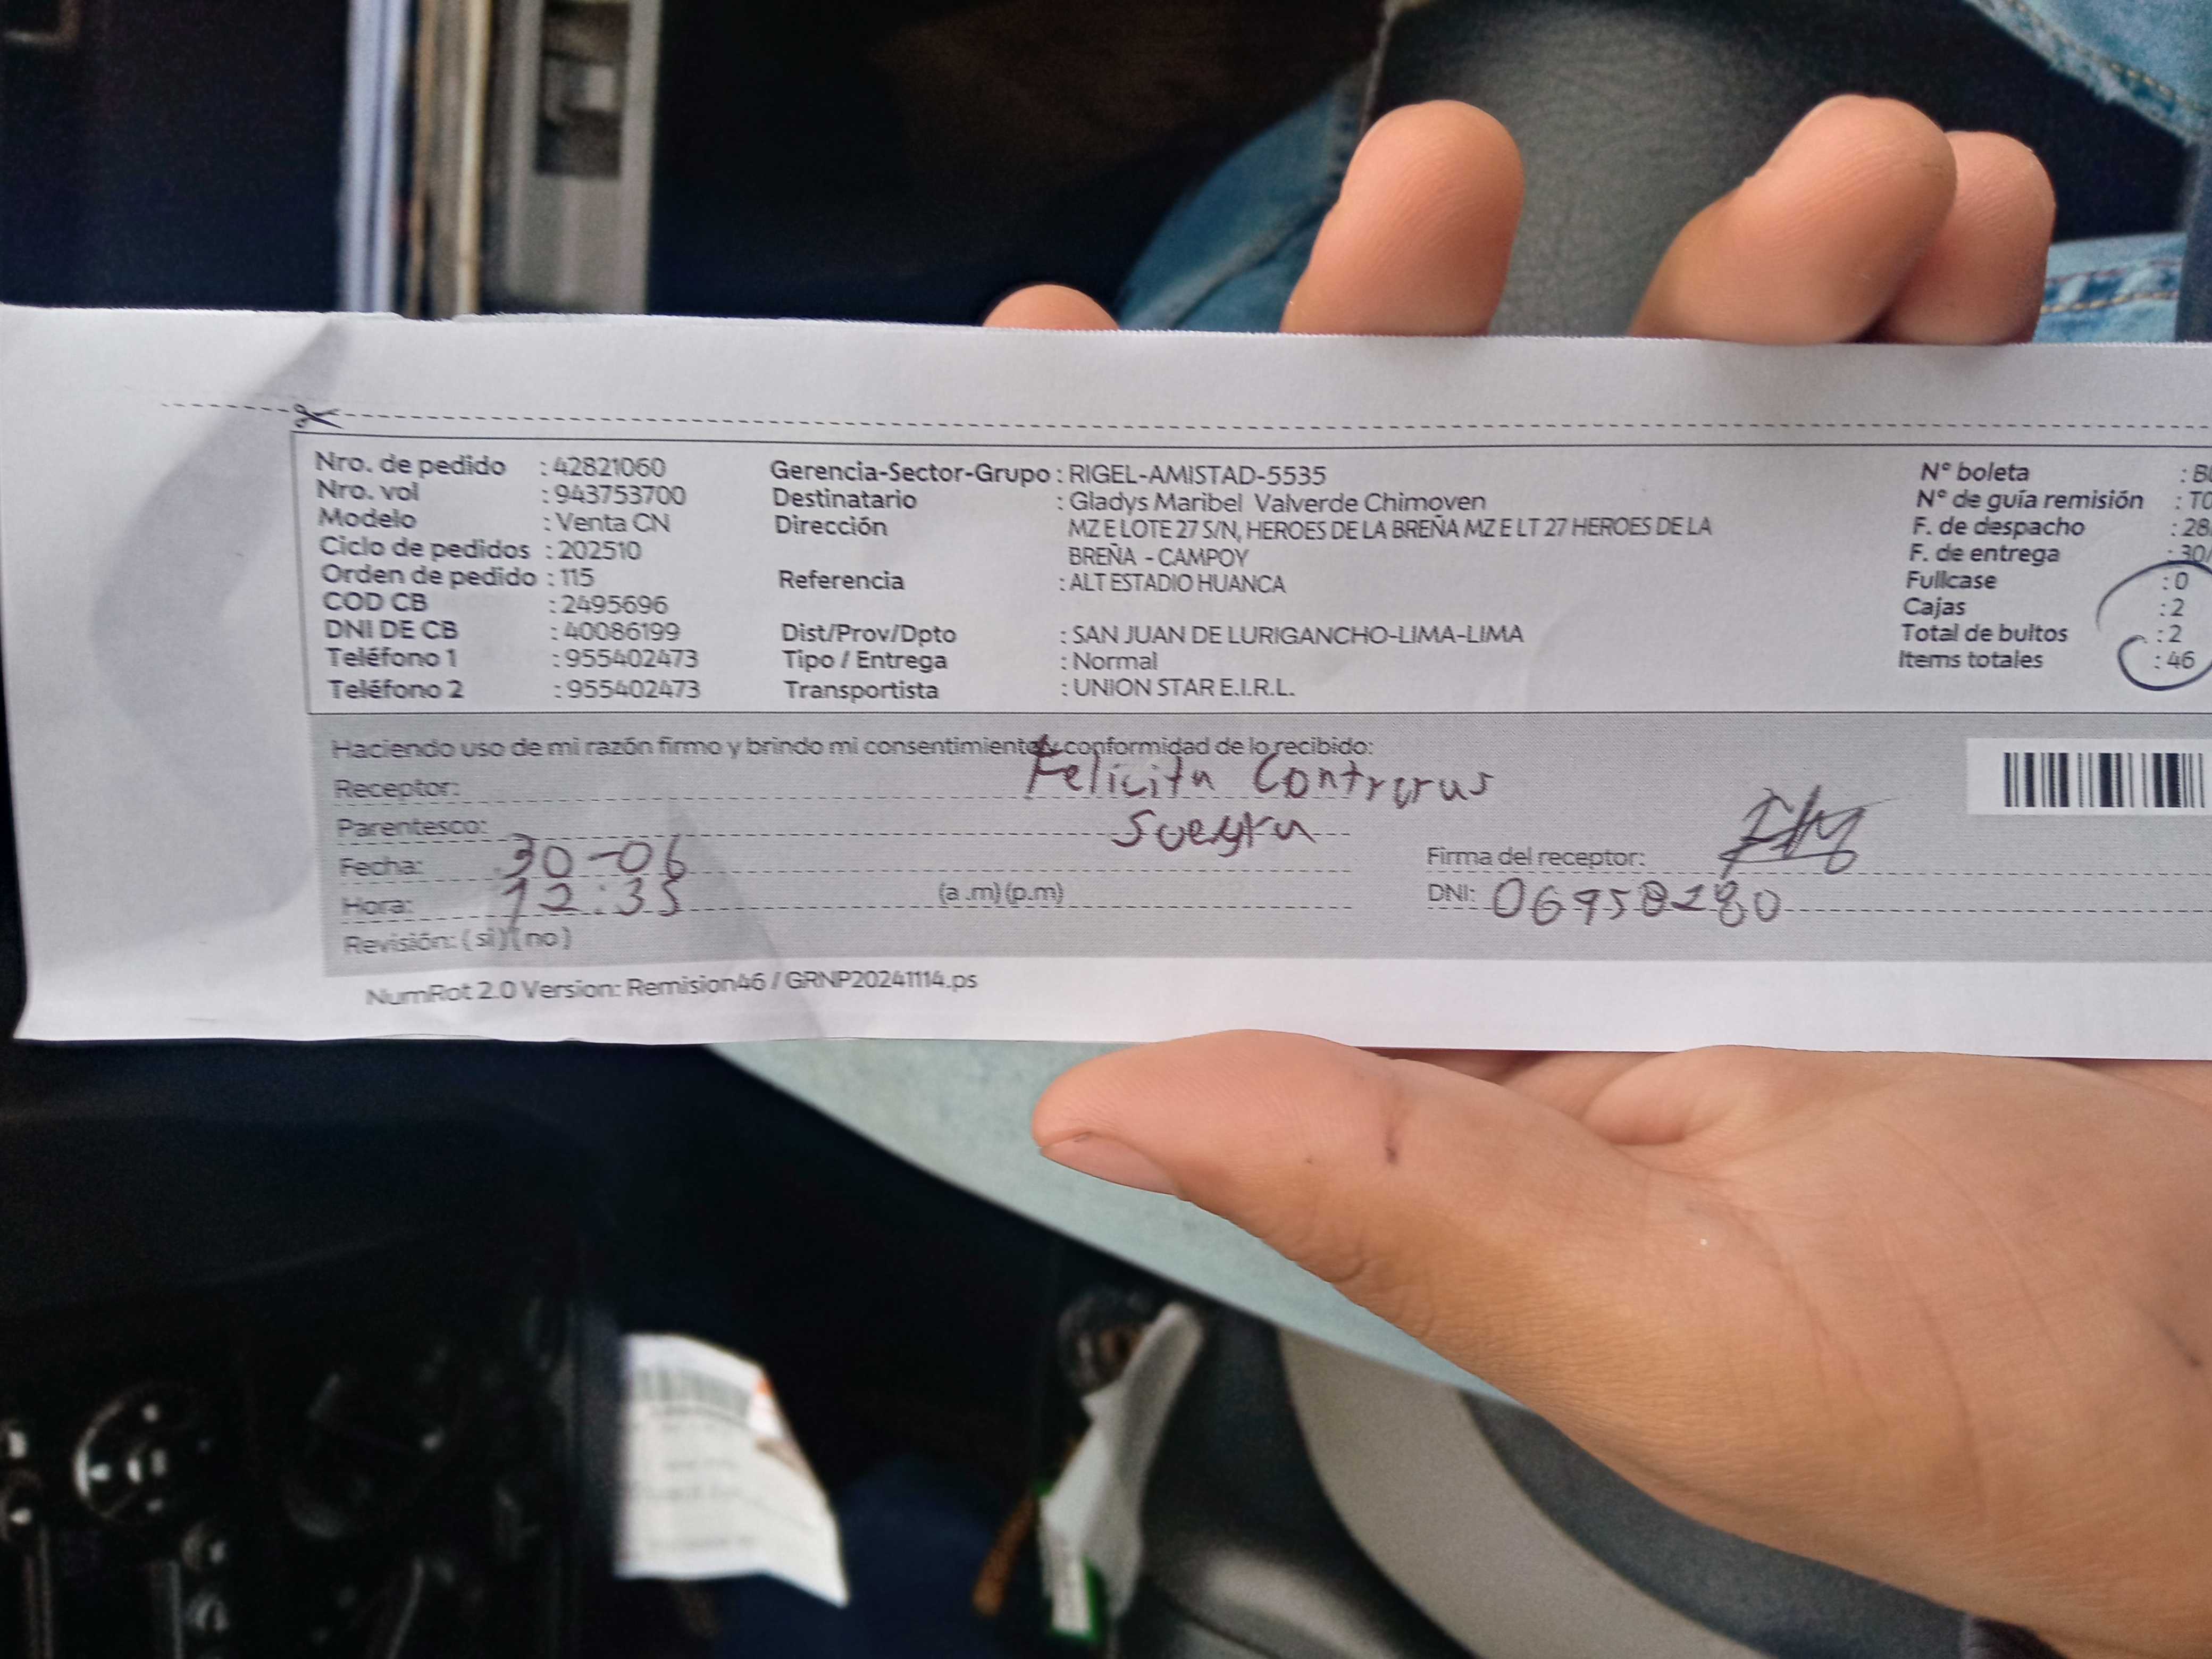 Nro. de pedido : 42821060
Nro. vol : 943753700
Modelo : Venta CN
Ciclo de pedidos : 202510
Orden de pedido : 115
COD CB : 2495696
DNI DE CB : 40086199
Teléfono 1 : 955402473
Teléfono 2 : 955402473
Gerencia-Sector-Grupo : RIGEL-AMISTAD-5535
Destinatario : Gladys Maribel Valverde Chimoven
Dirección MZ E LOTE 27 S/N, HEROES DE LA BREÑA MZ E LT 27 HEROES DE LA
BREÑA - CAMPOY
Referencia : ALT ESTADIO HUANCA
Dist/Prov/Dpto : SAN JUAN DE LURIGANCHO-LIMA-LIMA
Tipo / Entrega : Normal
Transportista : UNION STAR E.I.R.L.
N° boleta :
N° de guía remisión : T0
F. de despacho : 28
F. de entrega : 30/
Fullcase : 0
Cajas : 2
Total de bultos : 2
Items totales : 46
Haciendo uso de mi razón firmo y brindo mi consentimiento y conformidad de lo recibido:
Receptor: Felicita Contreras
Parentesco: Suegra
Fecha: 30-06
Hora: 12:35 (a.m) (p.m)
Revisión: ( si ) ( no )
Firma del receptor:
DNI: 06958280
NumRot 2.0 Version: Remision46 / GRNP20241114.ps